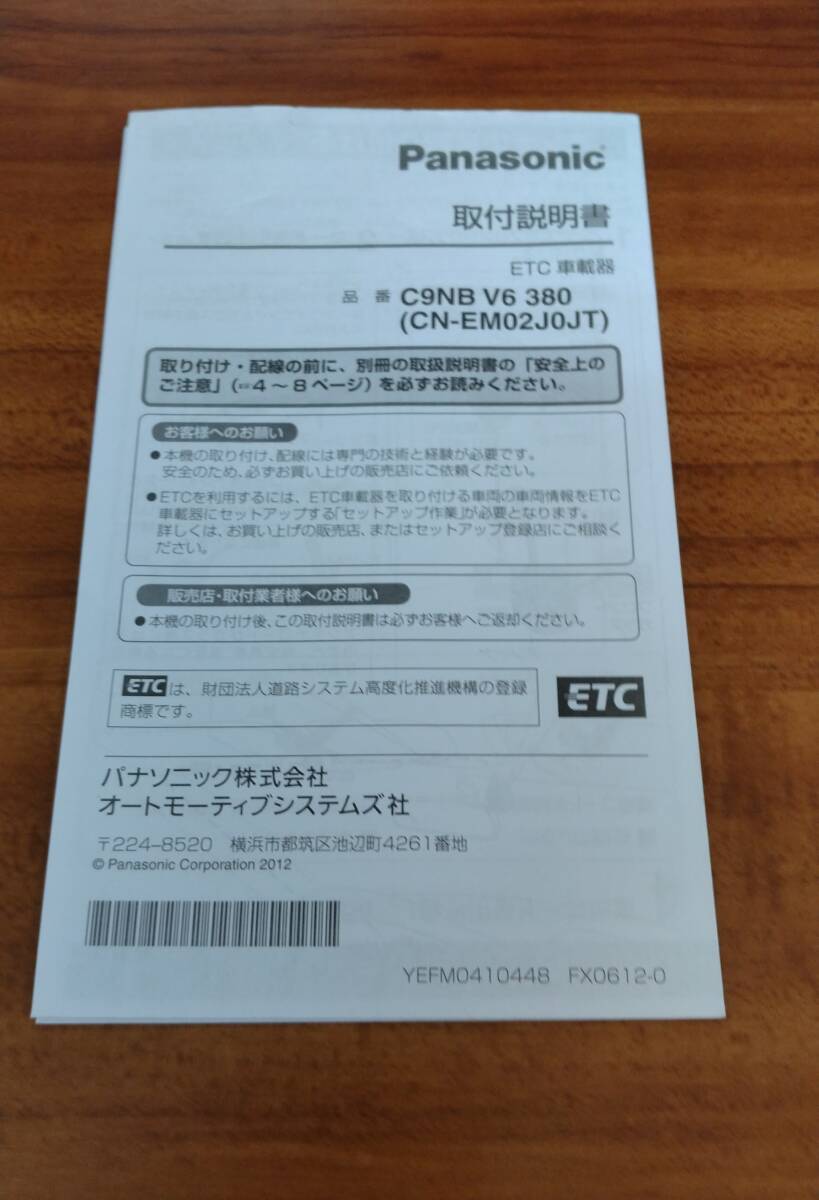 Panasonic
取付説明書
ETC 車載器
品 番 C9NB V6 380
(CN-EM02J0JT)
取り付け・配線の前に、別冊の取扱説明書の「安全上の
ご注意」(☞4～8ページ)を必ずお読みください。
お客様へのお願い
●本機の取り付け、配線には専門の技術と経験が必要です。
安全のため、必ずお買い上げの販売店にご依頼ください。
●ETCを利用するには、ETC車載器を取り付ける車両の車両情報をETC
車載器にセットアップする「セットアップ作業」が必要となります。
詳しくは、お買い上げの販売店、またはセットアップ登録店にご相談く
ださい。
販売店・取付業者様へのお願い
●本機の取り付け後、この取付説明書は必ずお客様へご返却ください。
ETCは、財団法人道路システム高度化推進機構の登録
商標です。
ETC
パナソニック株式会社
オートモーティブシステムズ社
〒224–8520 横浜市都筑区池辺町4261番地
© Panasonic Corporation 2012
YEFM0410448 FX0612-0